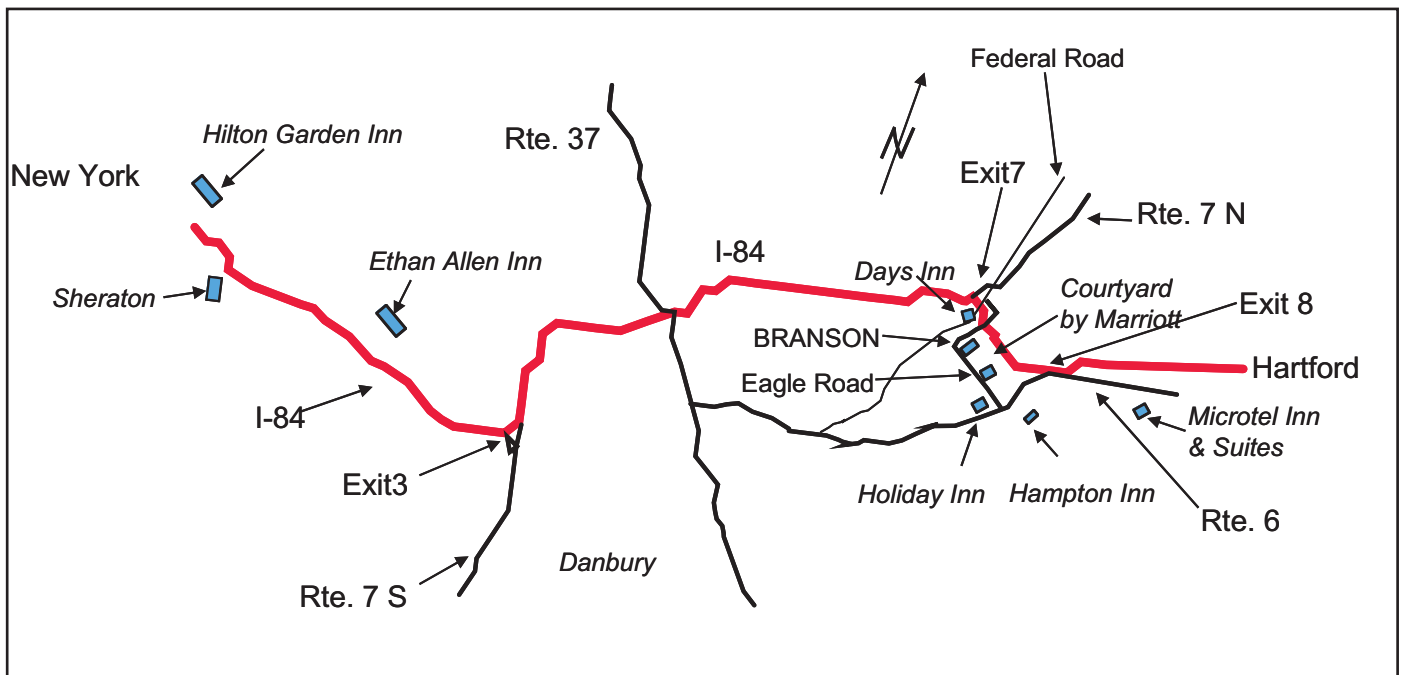 Federal Road
Hilton Garden Inn
Rte. 37
New York
Exit7
N
Rte. 7 N
I-84
Ethan Allen Inn
Days Inn
Courtyard
by Marriott
Sheraton
Exit 8
BRANSON
Hartford
Eagle Road
I-84
Microtel Inn
& Suites
Exit3
Holiday Inn
Hampton Inn
Rte. 6
Danbury
Rte. 7 S